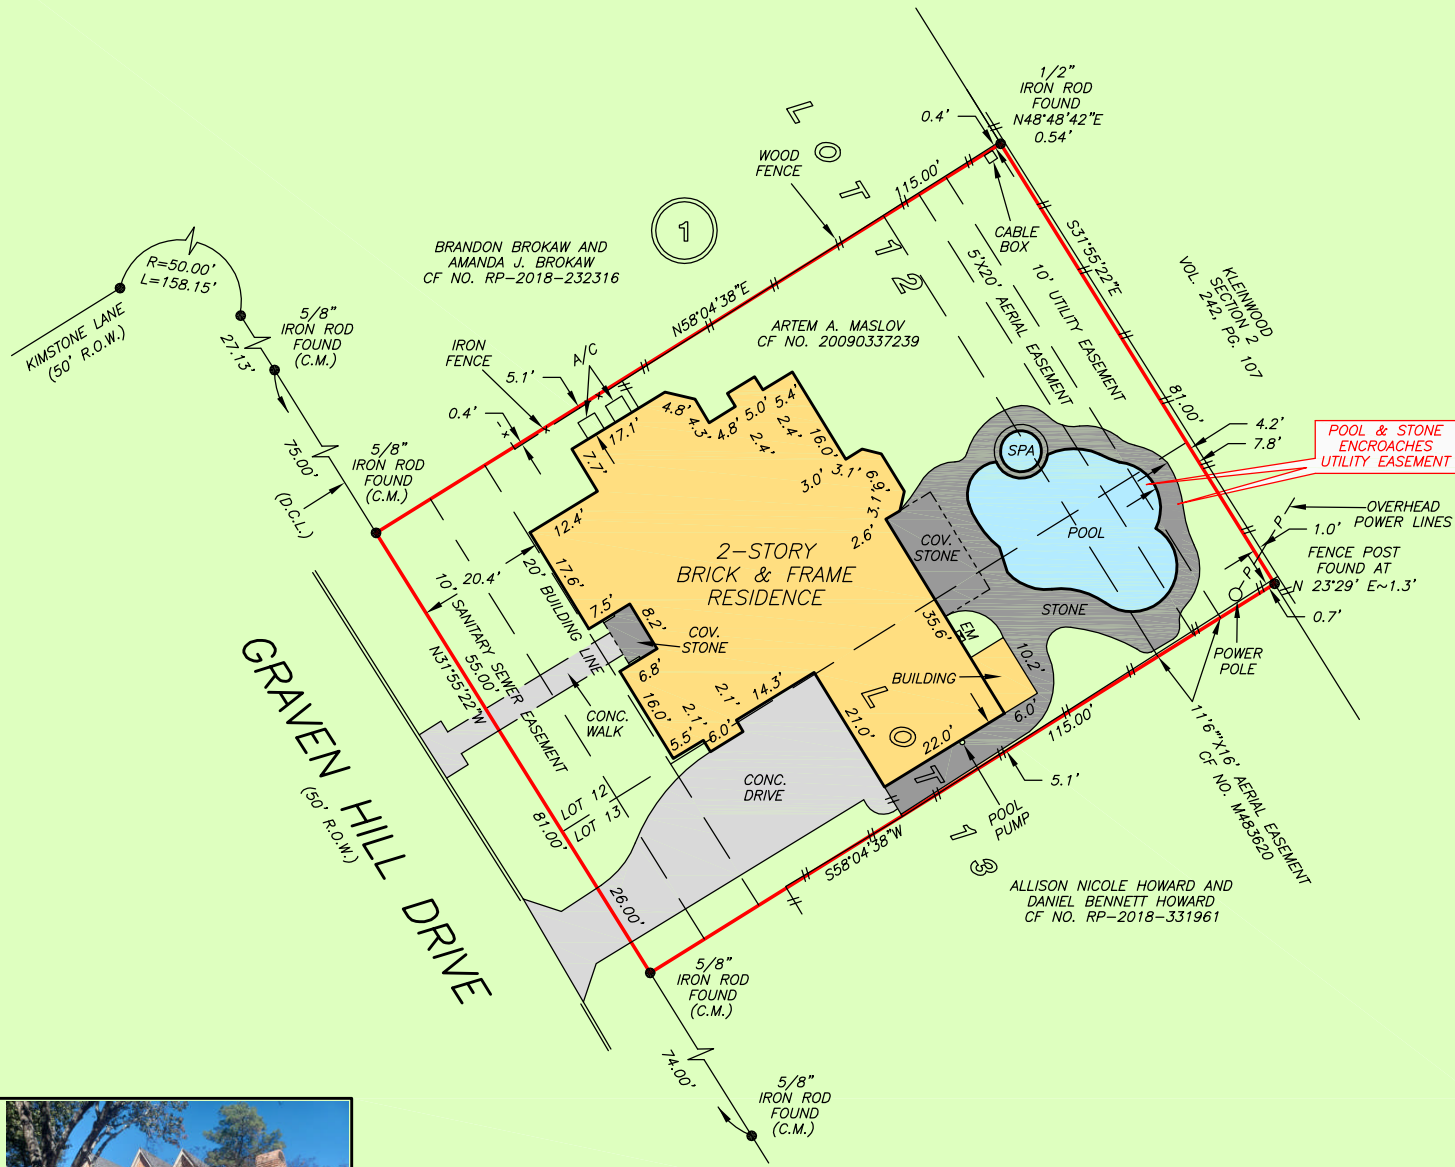 1/2"
IRON ROD
FOUND
N48°48'42"E
0.54'
0.4'
LOT 12
WOOD
FENCE
115.00'
1
CABLE
BOX
S31°55'22"E
BRANDON BROKAW AND
AMANDA J. BROKAW
CF NO. RP-2018-232316
R=50.00'
L=158.15'
KIMSTONE LANE
(50' R.O.W.)
27.13'
5/8"
IRON ROD
FOUND
(C.M.)
N58°04'38"E
5'X20' AERIAL EASEMENT
10' UTILITY EASEMENT
KLEINWOOD
SECTION 2
VOL. 242, PG. 107
ARTEM A. MASLOV
CF NO. 20090337239
IRON
FENCE
A/C
5.1'
0.4'
x
x
x
81.00'
4.2'
7.8'
POOL & STONE
ENCROACHES
UTILITY EASEMENT
75.00'
(D.C.L.)
5/8"
IRON ROD
FOUND
(C.M.)
17.1'
7.7'
4.8'
4.3'
4.8'
5.0'
5.4'
2.4'
2.4'
16.0'
3.0'
3.1'
6.9'
3.1'
2.6'
12.4'
17.6'
SPA
POOL
COV.
STONE
STONE
P
P
OVERHEAD
POWER LINES
1.0'
FENCE POST
FOUND AT
N 23°29' E~1.3'
0.7'
2-STORY
BRICK & FRAME
RESIDENCE
20.4'
20' BUILDING LINE
10' SANITARY SEWER EASEMENT
55.00'
N31°55'22"W
7.5'
8.2'
COV.
STONE
6.8'
16.0'
5.5'
2.1'
6.0'
2.1'
14.3'
35.6'
EM
10.2'
BUILDING
6.0'
21.0'
22.0'
LOT 13
POWER
POLE
11'6"X16' AERIAL EASEMENT
CF NO. M483620
115.00'
5.1'
CONC.
WALK
CONC.
DRIVE
POOL
PUMP
S58°04'38"W
LOT 12
LOT 13
81.00'
26.00'
GRAVEN HILL DRIVE
(50' R.O.W.)
ALLISON NICOLE HOWARD AND
DANIEL BENNETT HOWARD
CF NO. RP-2018-331961
5/8"
IRON ROD
FOUND
(C.M.)
74.00'
5/8"
IRON ROD
FOUND
(C.M.)